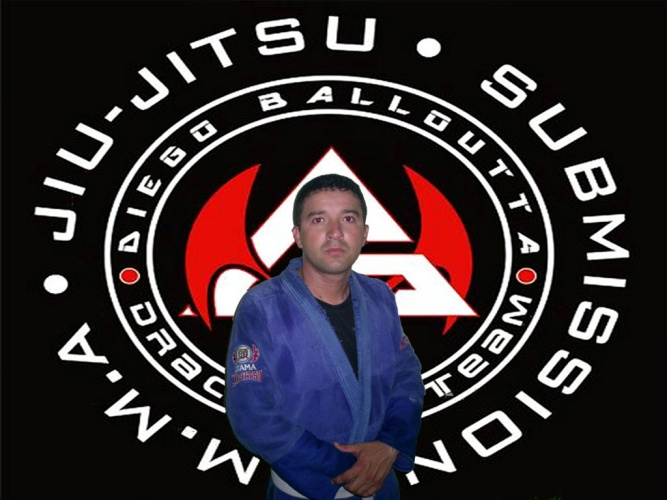 JIU-JITSU • SUBMISSION • M.M.A •
DIEGO BALLOUTTA
TEAM